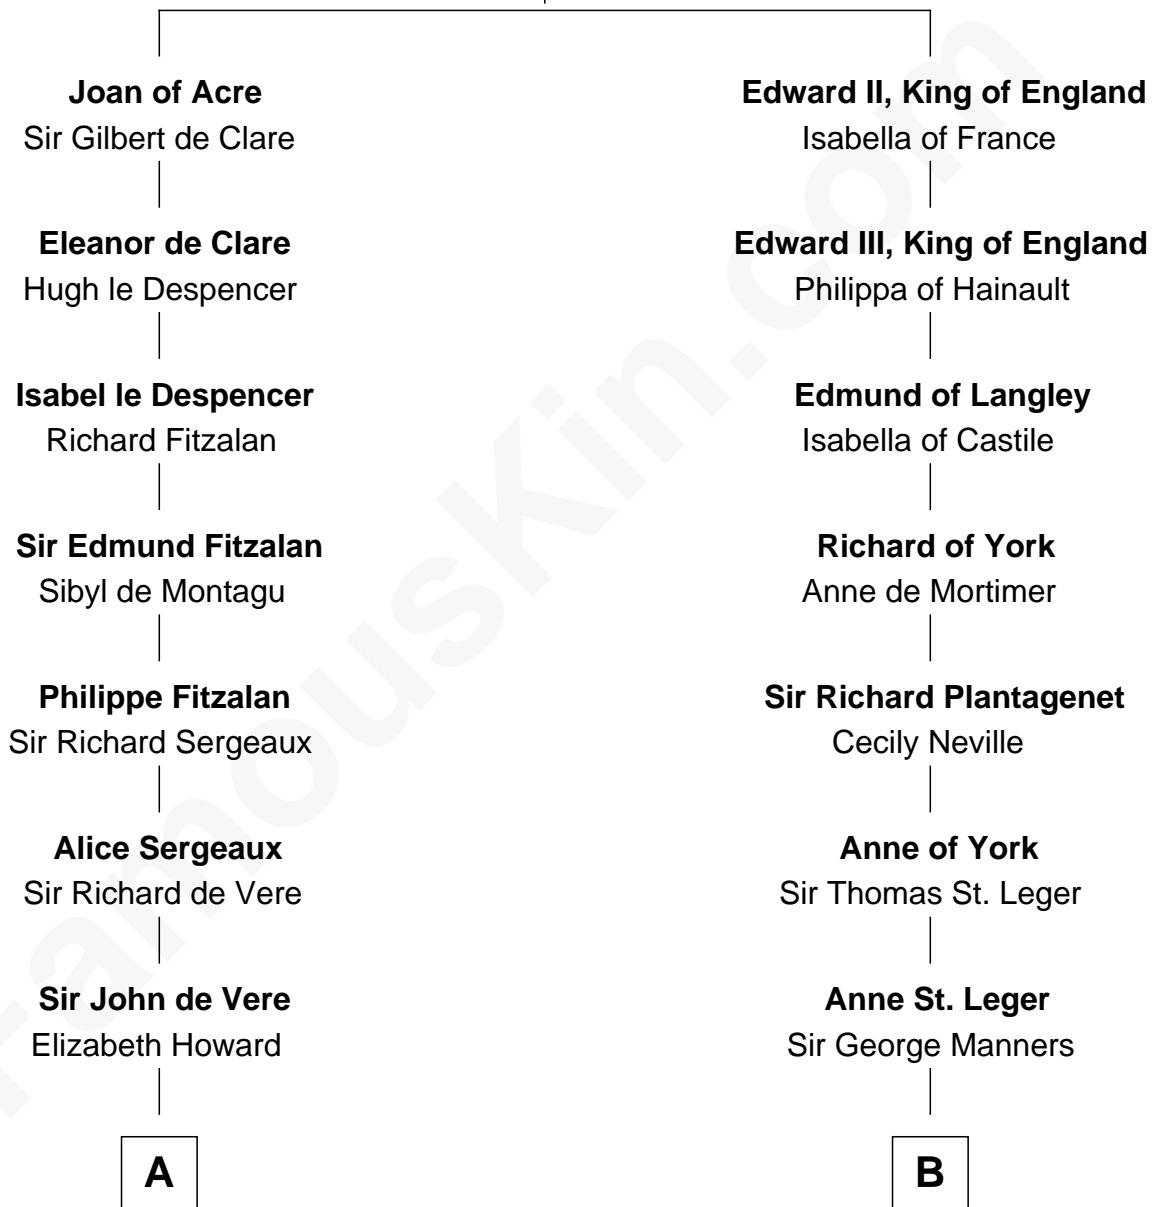 Joan of Acre
Sir Gilbert de Clare
Eleanor de Clare
Hugh le Despencer
Isabel le Despencer
Richard Fitzalan
Sir Edmund Fitzalan
Sibyl de Montagu
Philippe Fitzalan
Sir Richard Sergeaux
Alice Sergeaux
Sir Richard de Vere
Sir John de Vere
Elizabeth Howard
A
Edward II, King of England
Isabella of France
Edward III, King of England
Philippa of Hainault
Edmund of Langley
Isabella of Castile
Richard of York
Anne de Mortimer
Sir Richard Plantagenet
Cecily Neville
Anne of York
Sir Thomas St. Leger
Anne St. Leger
Sir George Manners
B
FamousKin.com